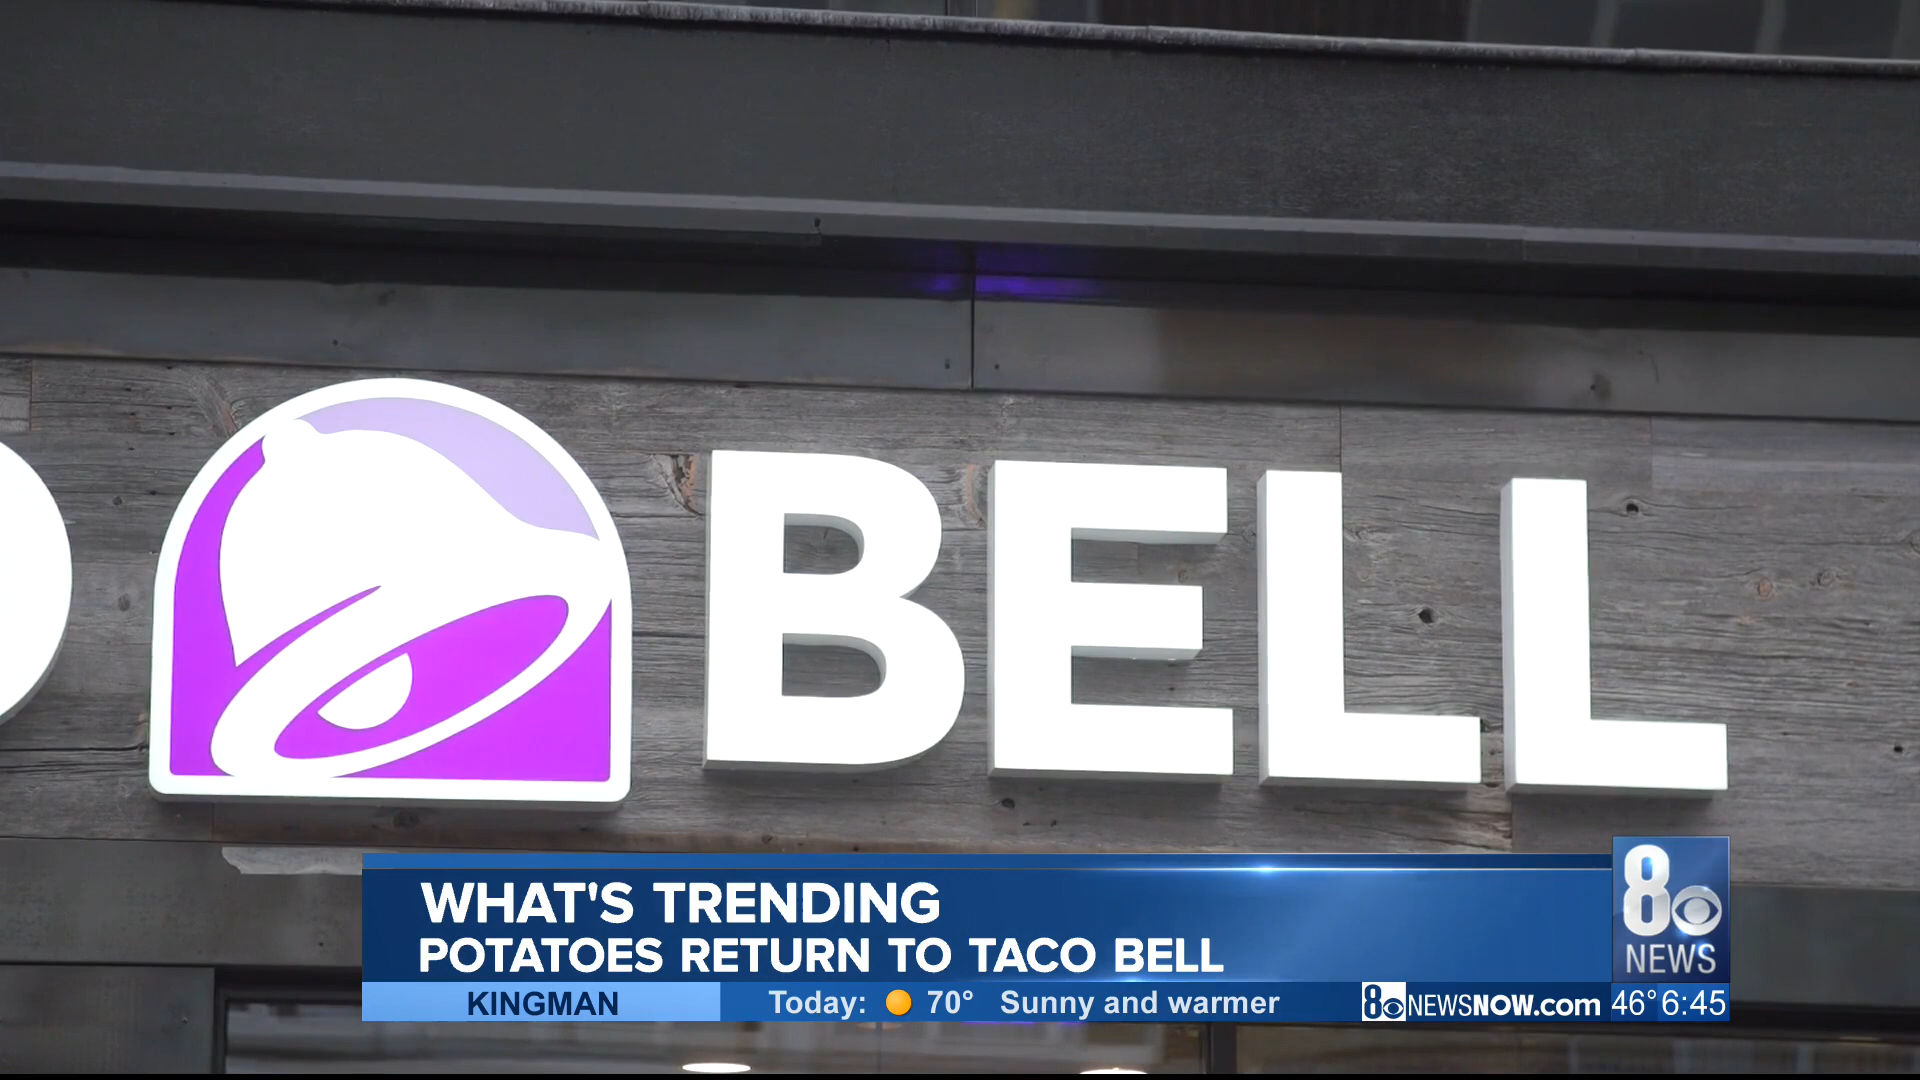 BELL
WHAT'S TRENDING
POTATOES RETURN TO TACO BELL
8
NEWS
KINGMAN
Today: 70° Sunny and warmer
8NEWSNOW.com
46° 6:45